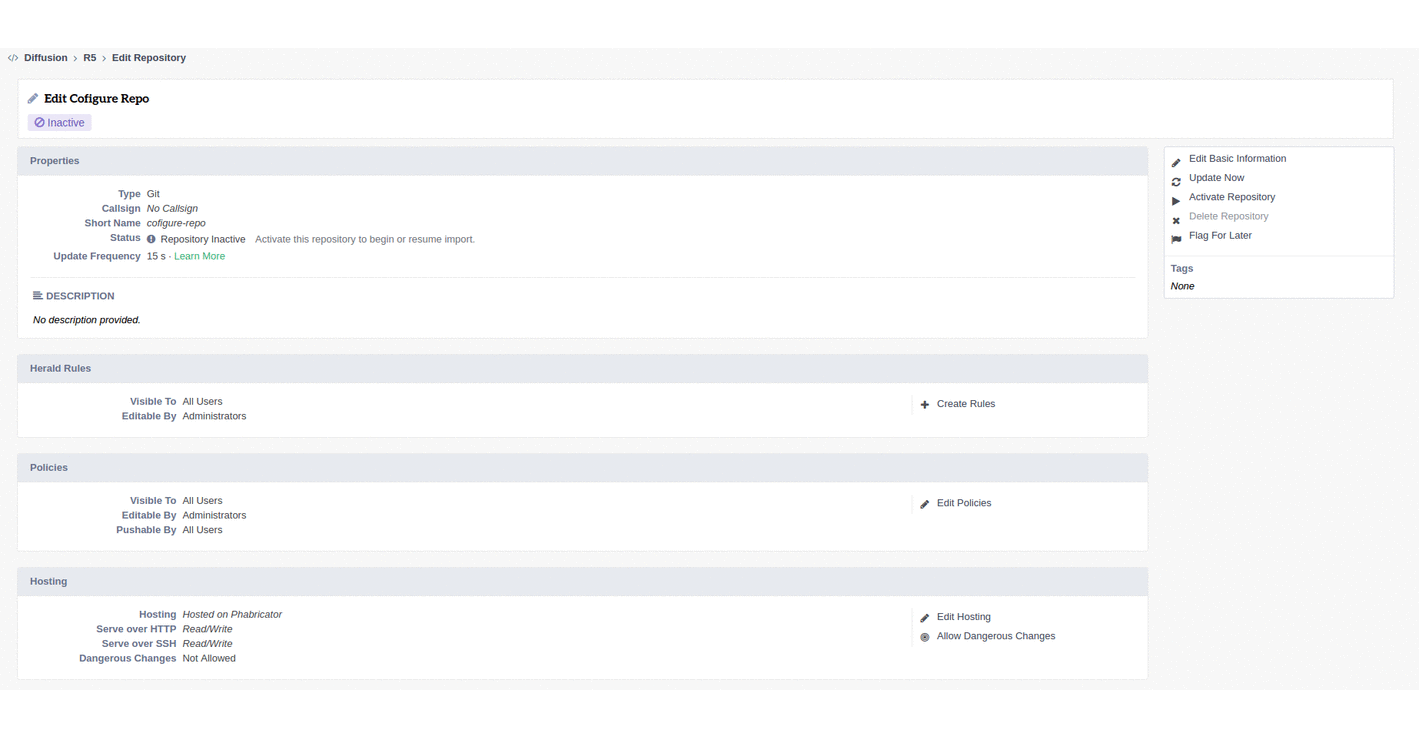 Diffusion > R5 > Edit Repository
Edit Cofigure Repo
Inactive
Properties
Type Git
Callsign No Callsign
Short Name cofigure-repo
Status Repository Inactive Activate this repository to begin or resume import.
Update Frequency 15 s · Learn More
DESCRIPTION
No description provided.
Edit Basic Information
Update Now
Activate Repository
Delete Repository
Flag For Later
Tags
None
Herald Rules
Visible To All Users
Editable By Administrators
Create Rules
Policies
Visible To All Users
Editable By Administrators
Pushable By All Users
Edit Policies
Hosting
Hosting Hosted on Phabricator
Serve over HTTP Read/Write
Serve over SSH Read/Write
Dangerous Changes Not Allowed
Edit Hosting
Allow Dangerous Changes